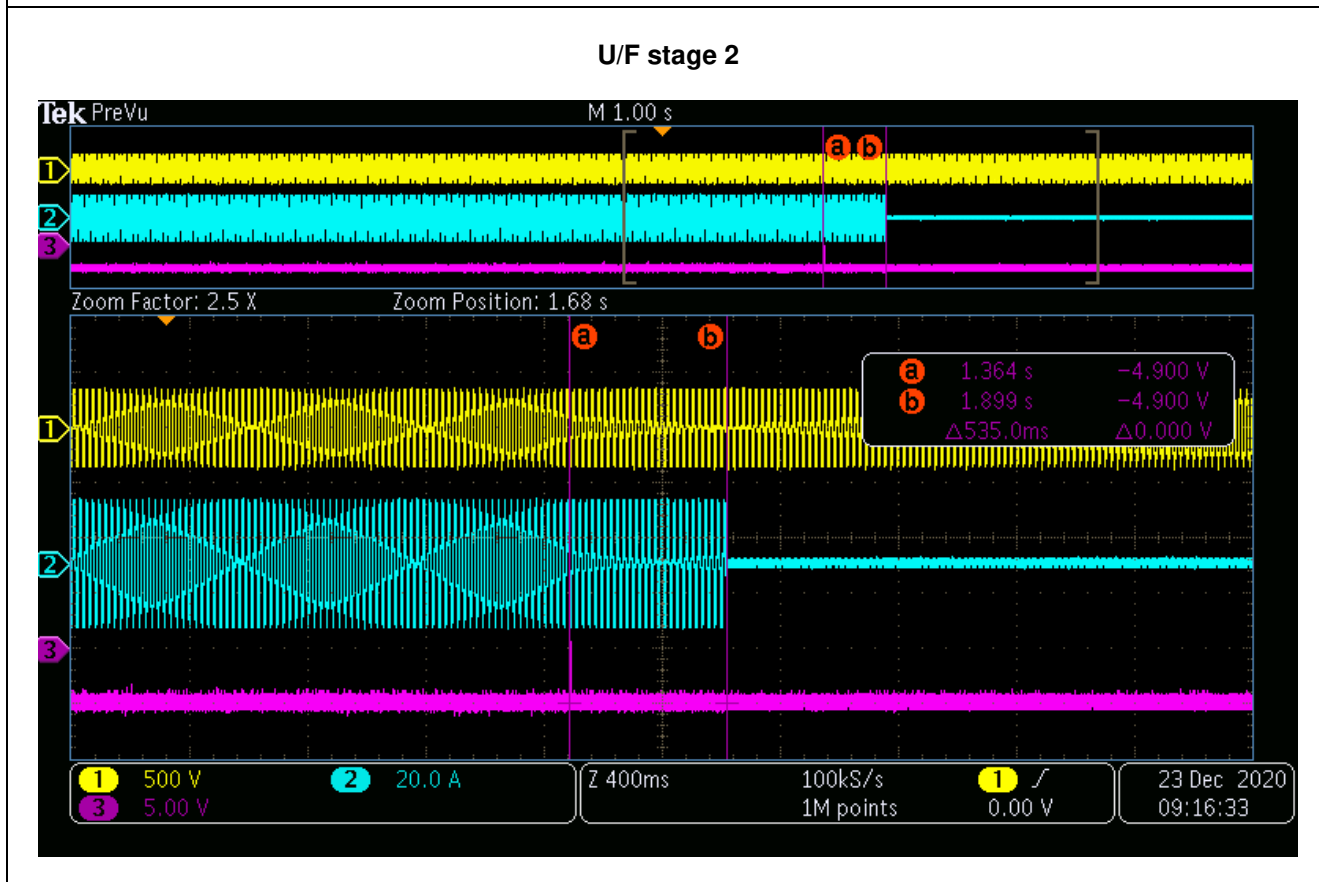 U/F stage 2
Tek PreVu M 1.00 s
a b
1
2
3
Zoom Factor: 2.5 X Zoom Position: 1.68 s
a b
a 1.364 s −4.900 V
b 1.899 s −4.900 V
△535.0ms △0.000 V
1
2
3
1 500 V 2 20.0 A Z 400ms 100kS/s 1 23 Dec 2020
3 5.00 V 1M points 0.00 V 09:16:33